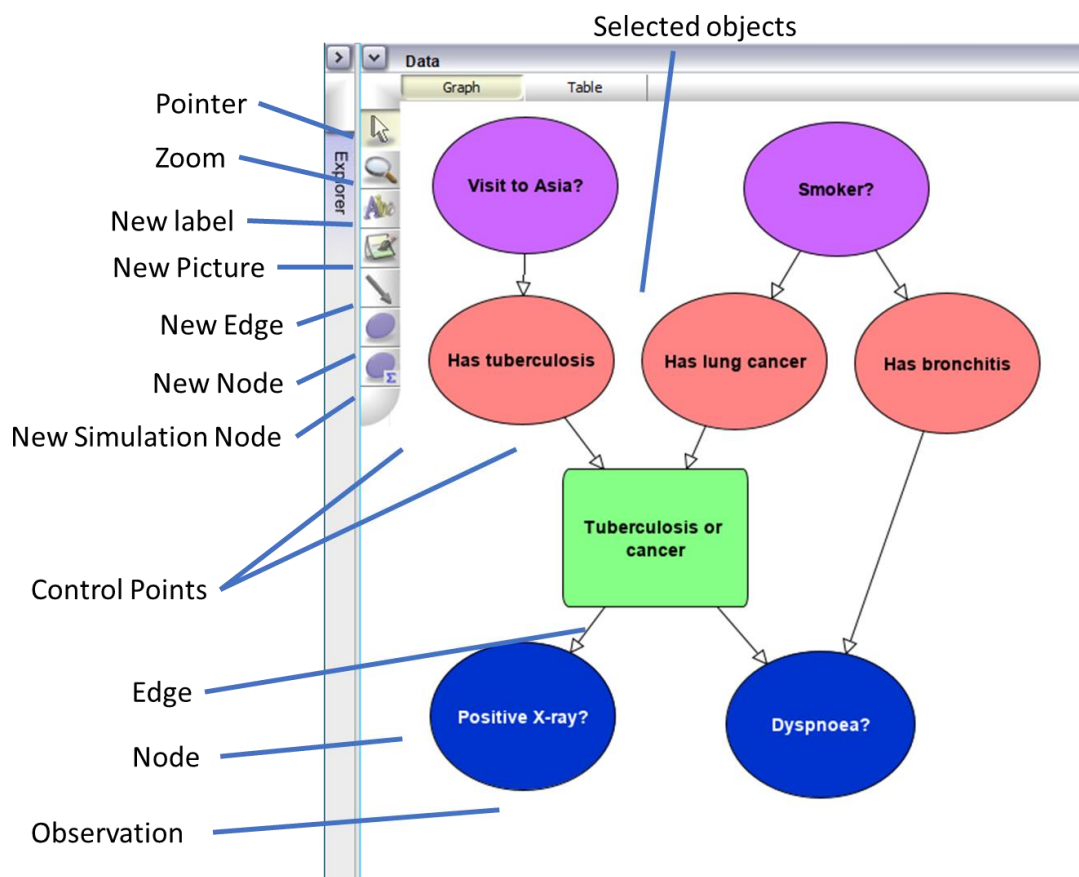 Selected objects
Data
Graph
Table
Pointer
Zoom
Explorer
New label
Abc
New Picture
New Edge
New Node
New Simulation Node
Σ
Visit to Asia?
Smoker?
Has tuberculosis
Has lung cancer
Has bronchitis
Tuberculosis or
cancer
Control Points
Edge
Positive X-ray?
Dyspnoea?
Node
Observation